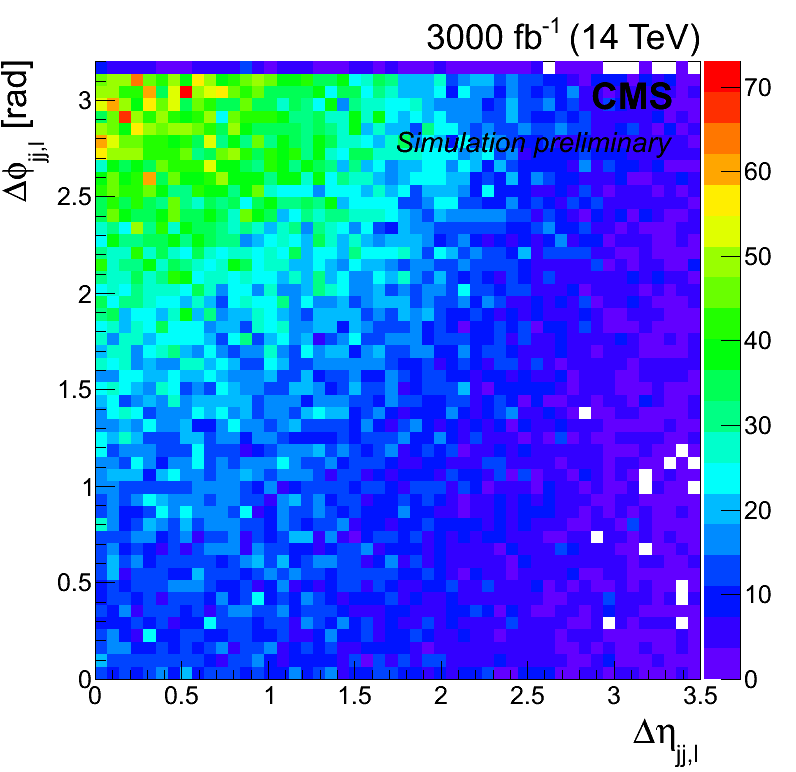 3000 fb-1 (14 TeV)
CMS
Simulation preliminary
Δϕjj,l [rad]
3
2.5
2
1.5
1
0.5
0
0 0.5 1 1.5 2 2.5 3 3.5
Δηjj,l
70
60
50
40
30
20
10
0